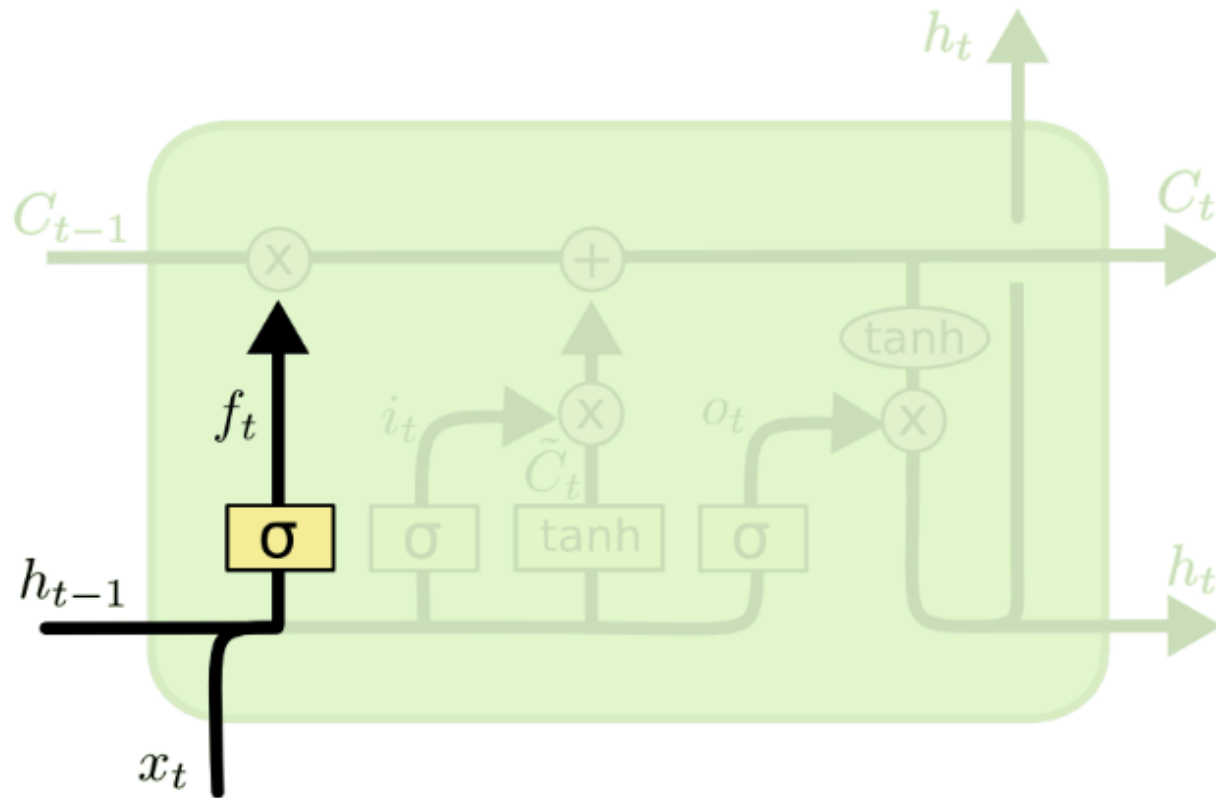 h_t
C_{t-1}
C_t
x
+
tanh
f_t
i_t
x
o_t
x
C̃_t
σ
σ
tanh
σ
h_{t-1}
h_t
x_t